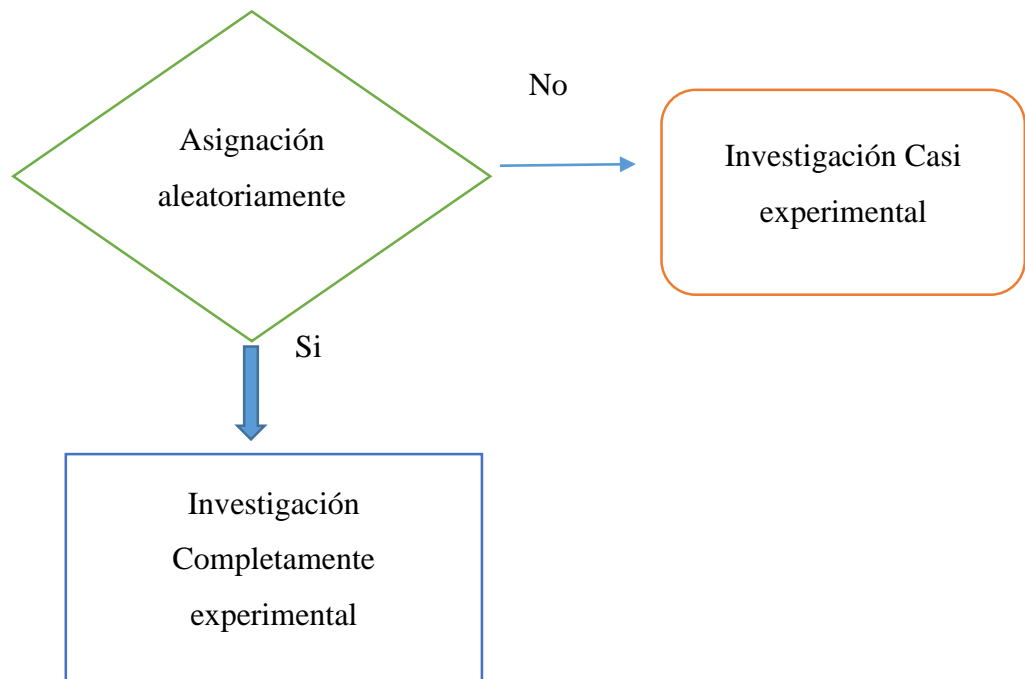 Asignación
aleatoriamente
No
Investigación Casi
experimental
Si
Investigación
Completamente
experimental